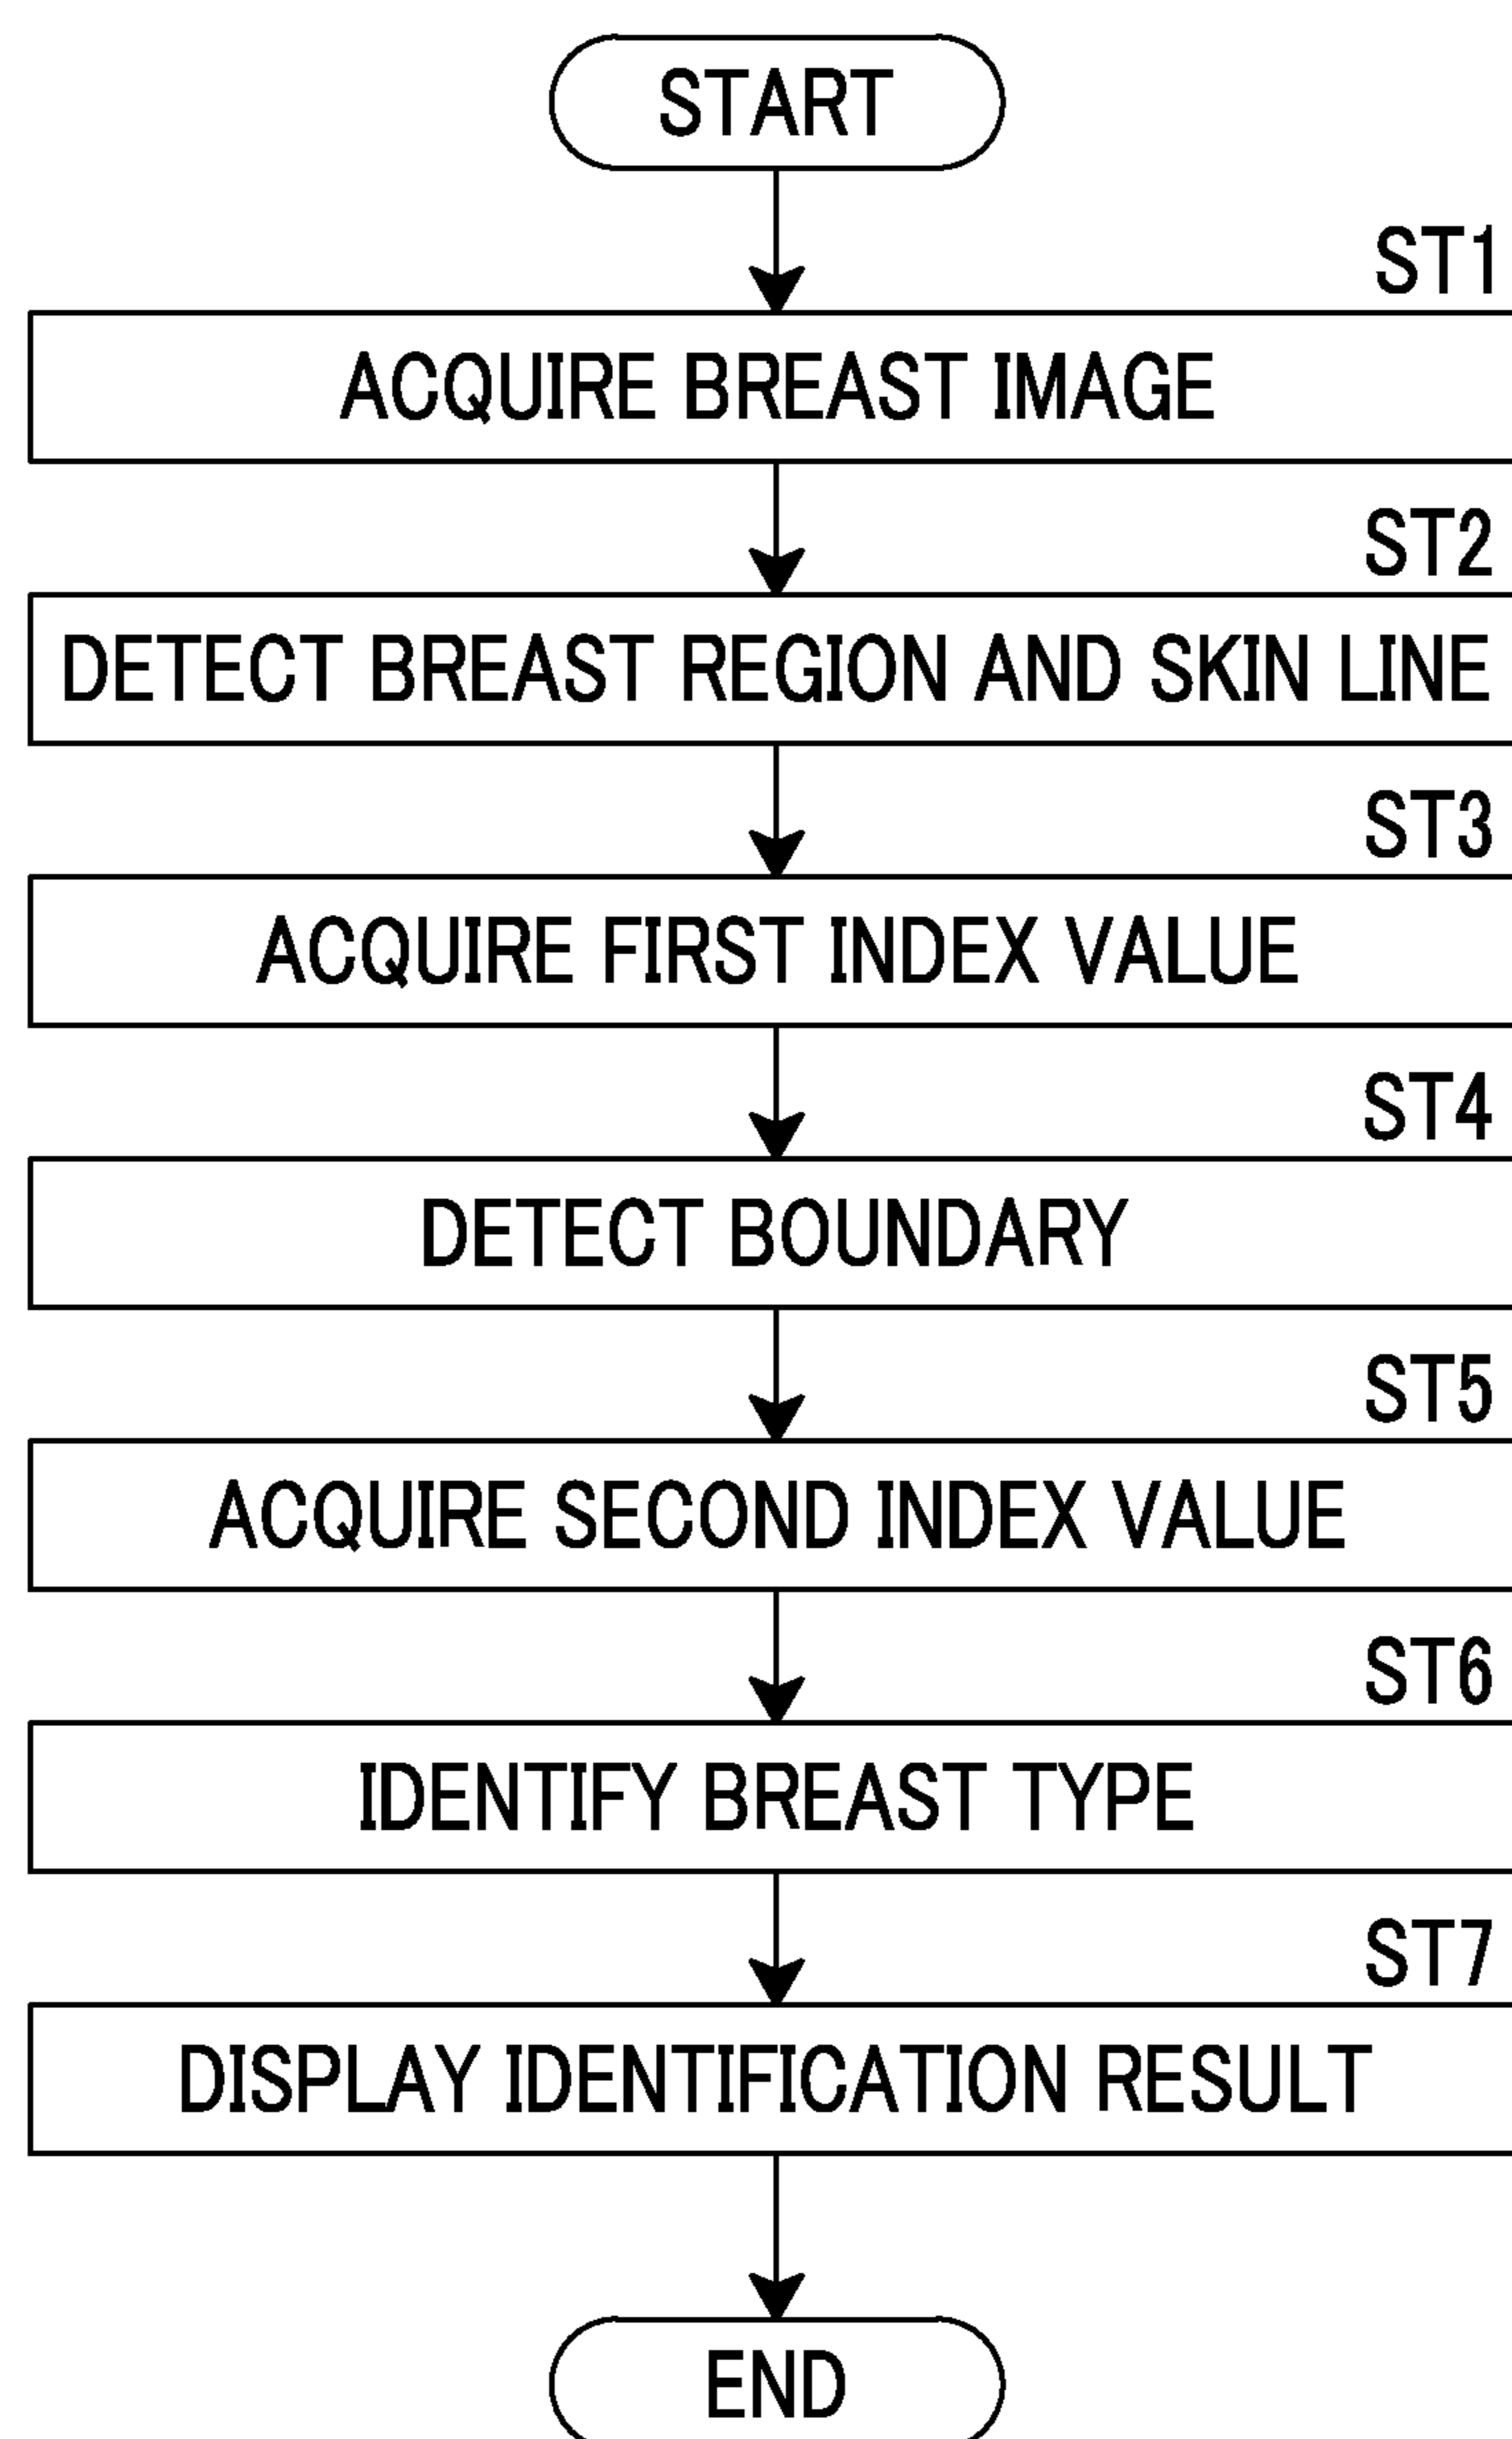 START
ST1
ACQUIRE BREAST IMAGE
ST2
DETECT BREAST REGION AND SKIN LINE
ST3
ACQUIRE FIRST INDEX VALUE
ST4
DETECT BOUNDARY
ST5
ACQUIRE SECOND INDEX VALUE
ST6
IDENTIFY BREAST TYPE
ST7
DISPLAY IDENTIFICATION RESULT
END